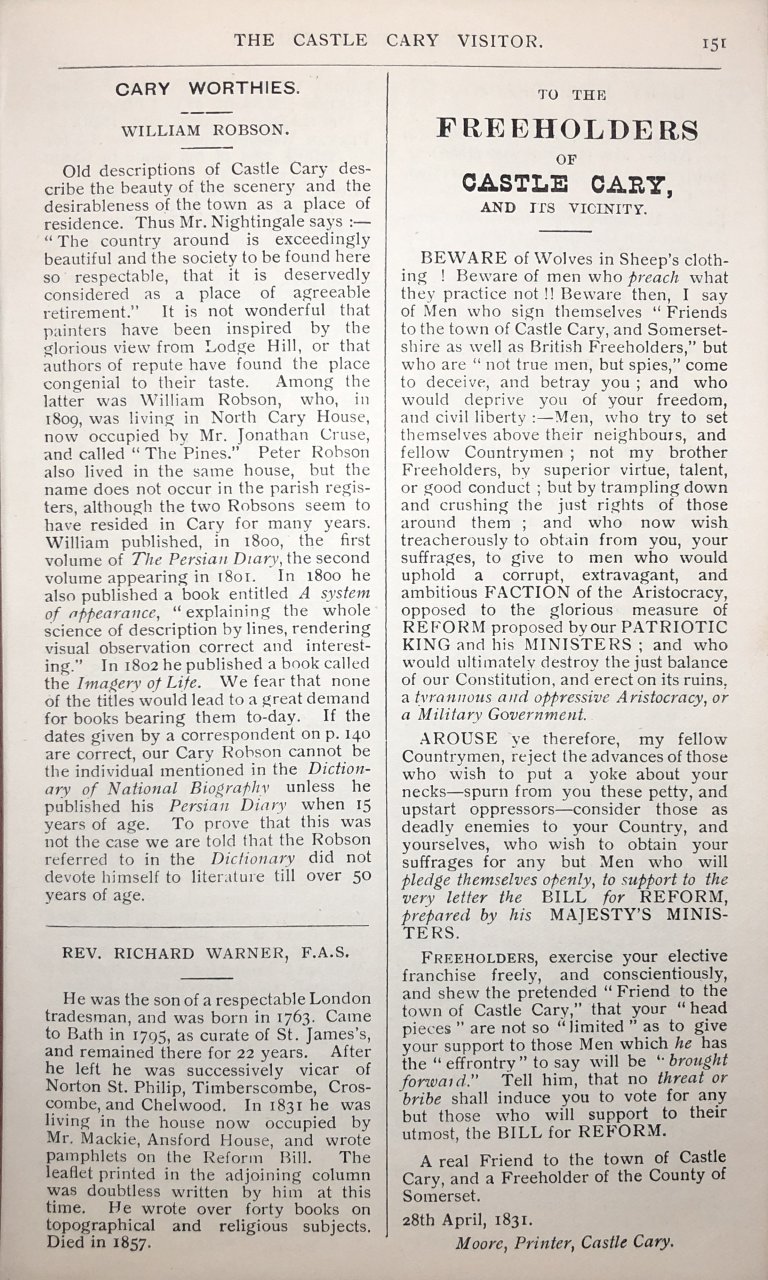 THE CASTLE CARY VISITOR.
151
CARY WORTHIES.
WILLIAM ROBSON.
Old descriptions of Castle Cary des-
cribe the beauty of the scenery and the
desirableness of the town as a place of
residence. Thus Mr. Nightingale says :—
“ The country around is exceedingly
beautiful and the society to be found here
so respectable, that it is deservedly
considered as a place of agreeable
retirement.” It is not wonderful that
painters have been inspired by the
glorious view from Lodge Hill, or that
authors of repute have found the place
congenial to their taste. Among the
latter was William Robson, who, in
1809, was living in North Cary House,
now occupied by Mr. Jonathan Cruse,
and called “ The Pines.” Peter Robson
also lived in the same house, but the
name does not occur in the parish regis-
ters, although the two Robsons seem to
have resided in Cary for many years.
William published, in 1800, the first
volume of The Persian Diary, the second
volume appearing in 1801. In 1800 he
also published a book entitled A system
of appearance, “ explaining the whole
science of description by lines, rendering
visual observation correct and interest-
ing.” In 1802 he published a book called
the Imagery of Life. We fear that none
of the titles would lead to a great demand
for books bearing them to-day. If the
dates given by a correspondent on p. 140
are correct, our Cary Robson cannot be
the individual mentioned in the Diction-
ary of National Biography unless he
published his Persian Diary when 15
years of age. To prove that this was
not the case we are told that the Robson
referred to in the Dictionary did not
devote himself to literature till over 50
years of age.
REV. RICHARD WARNER, F.A.S.
He was the son of a respectable London
tradesman, and was born in 1763. Came
to Bath in 1795, as curate of St. James’s,
and remained there for 22 years. After
he left he was successively vicar of
Norton St. Philip, Timberscombe, Cros-
combe, and Chelwood. In 1831 he was
living in the house now occupied by
Mr. Mackie, Ansford House, and wrote
pamphlets on the Reform Bill. The
leaflet printed in the adjoining column
was doubtless written by him at this
time. He wrote over forty books on
topographical and religious subjects.
Died in 1857.
TO THE
FREEHOLDERS
OF
CASTLE CARY,
AND ITS VICINITY.
BEWARE of Wolves in Sheep’s cloth-
ing ! Beware of men who preach what
they practice not !! Beware then, I say
of Men who sign themselves “ Friends
to the town of Castle Cary, and Somerset-
shire as well as British Freeholders,” but
who are “ not true men, but spies,” come
to deceive, and betray you ; and who
would deprive you of your freedom,
and civil liberty :—Men, who try to set
themselves above their neighbours, and
fellow Countrymen ; not my brother
Freeholders, by superior virtue, talent,
or good conduct ; but by trampling down
and crushing the just rights of those
around them ; and who now wish
treacherously to obtain from you, your
suffrages, to give to men who would
uphold a corrupt, extravagant, and
ambitious FACTION of the Aristocracy,
opposed to the glorious measure of
REFORM proposed by our PATRIOTIC
KING and his MINISTERS ; and who
would ultimately destroy the just balance
of our Constitution, and erect on its ruins,
a tyrannous and oppressive Aristocracy, or
a Military Government.
AROUSE ye therefore, my fellow
Countrymen, reject the advances of those
who wish to put a yoke about your
necks—spurn from you these petty, and
upstart oppressors—consider those as
deadly enemies to your Country, and
yourselves, who wish to obtain your
suffrages for any but Men who will
pledge themselves openly, to support to the
very letter the BILL for REFORM,
prepared by his MAJESTY’S MINIS-
TERS.
FREEHOLDERS, exercise your elective
franchise freely, and conscientiously,
and shew the pretended “ Friend to the
town of Castle Cary,” that your “ head
pieces ” are not so “ limited ” as to give
your support to those Men which he has
the “ effrontry ” to say will be “ brought
forward.” Tell him, that no threat or
bribe shall induce you to vote for any
but those who will support to their
utmost, the BILL for REFORM.
A real Friend to the town of Castle
Cary, and a Freeholder of the County of
Somerset.
28th April, 1831.
Moore, Printer, Castle Cary.